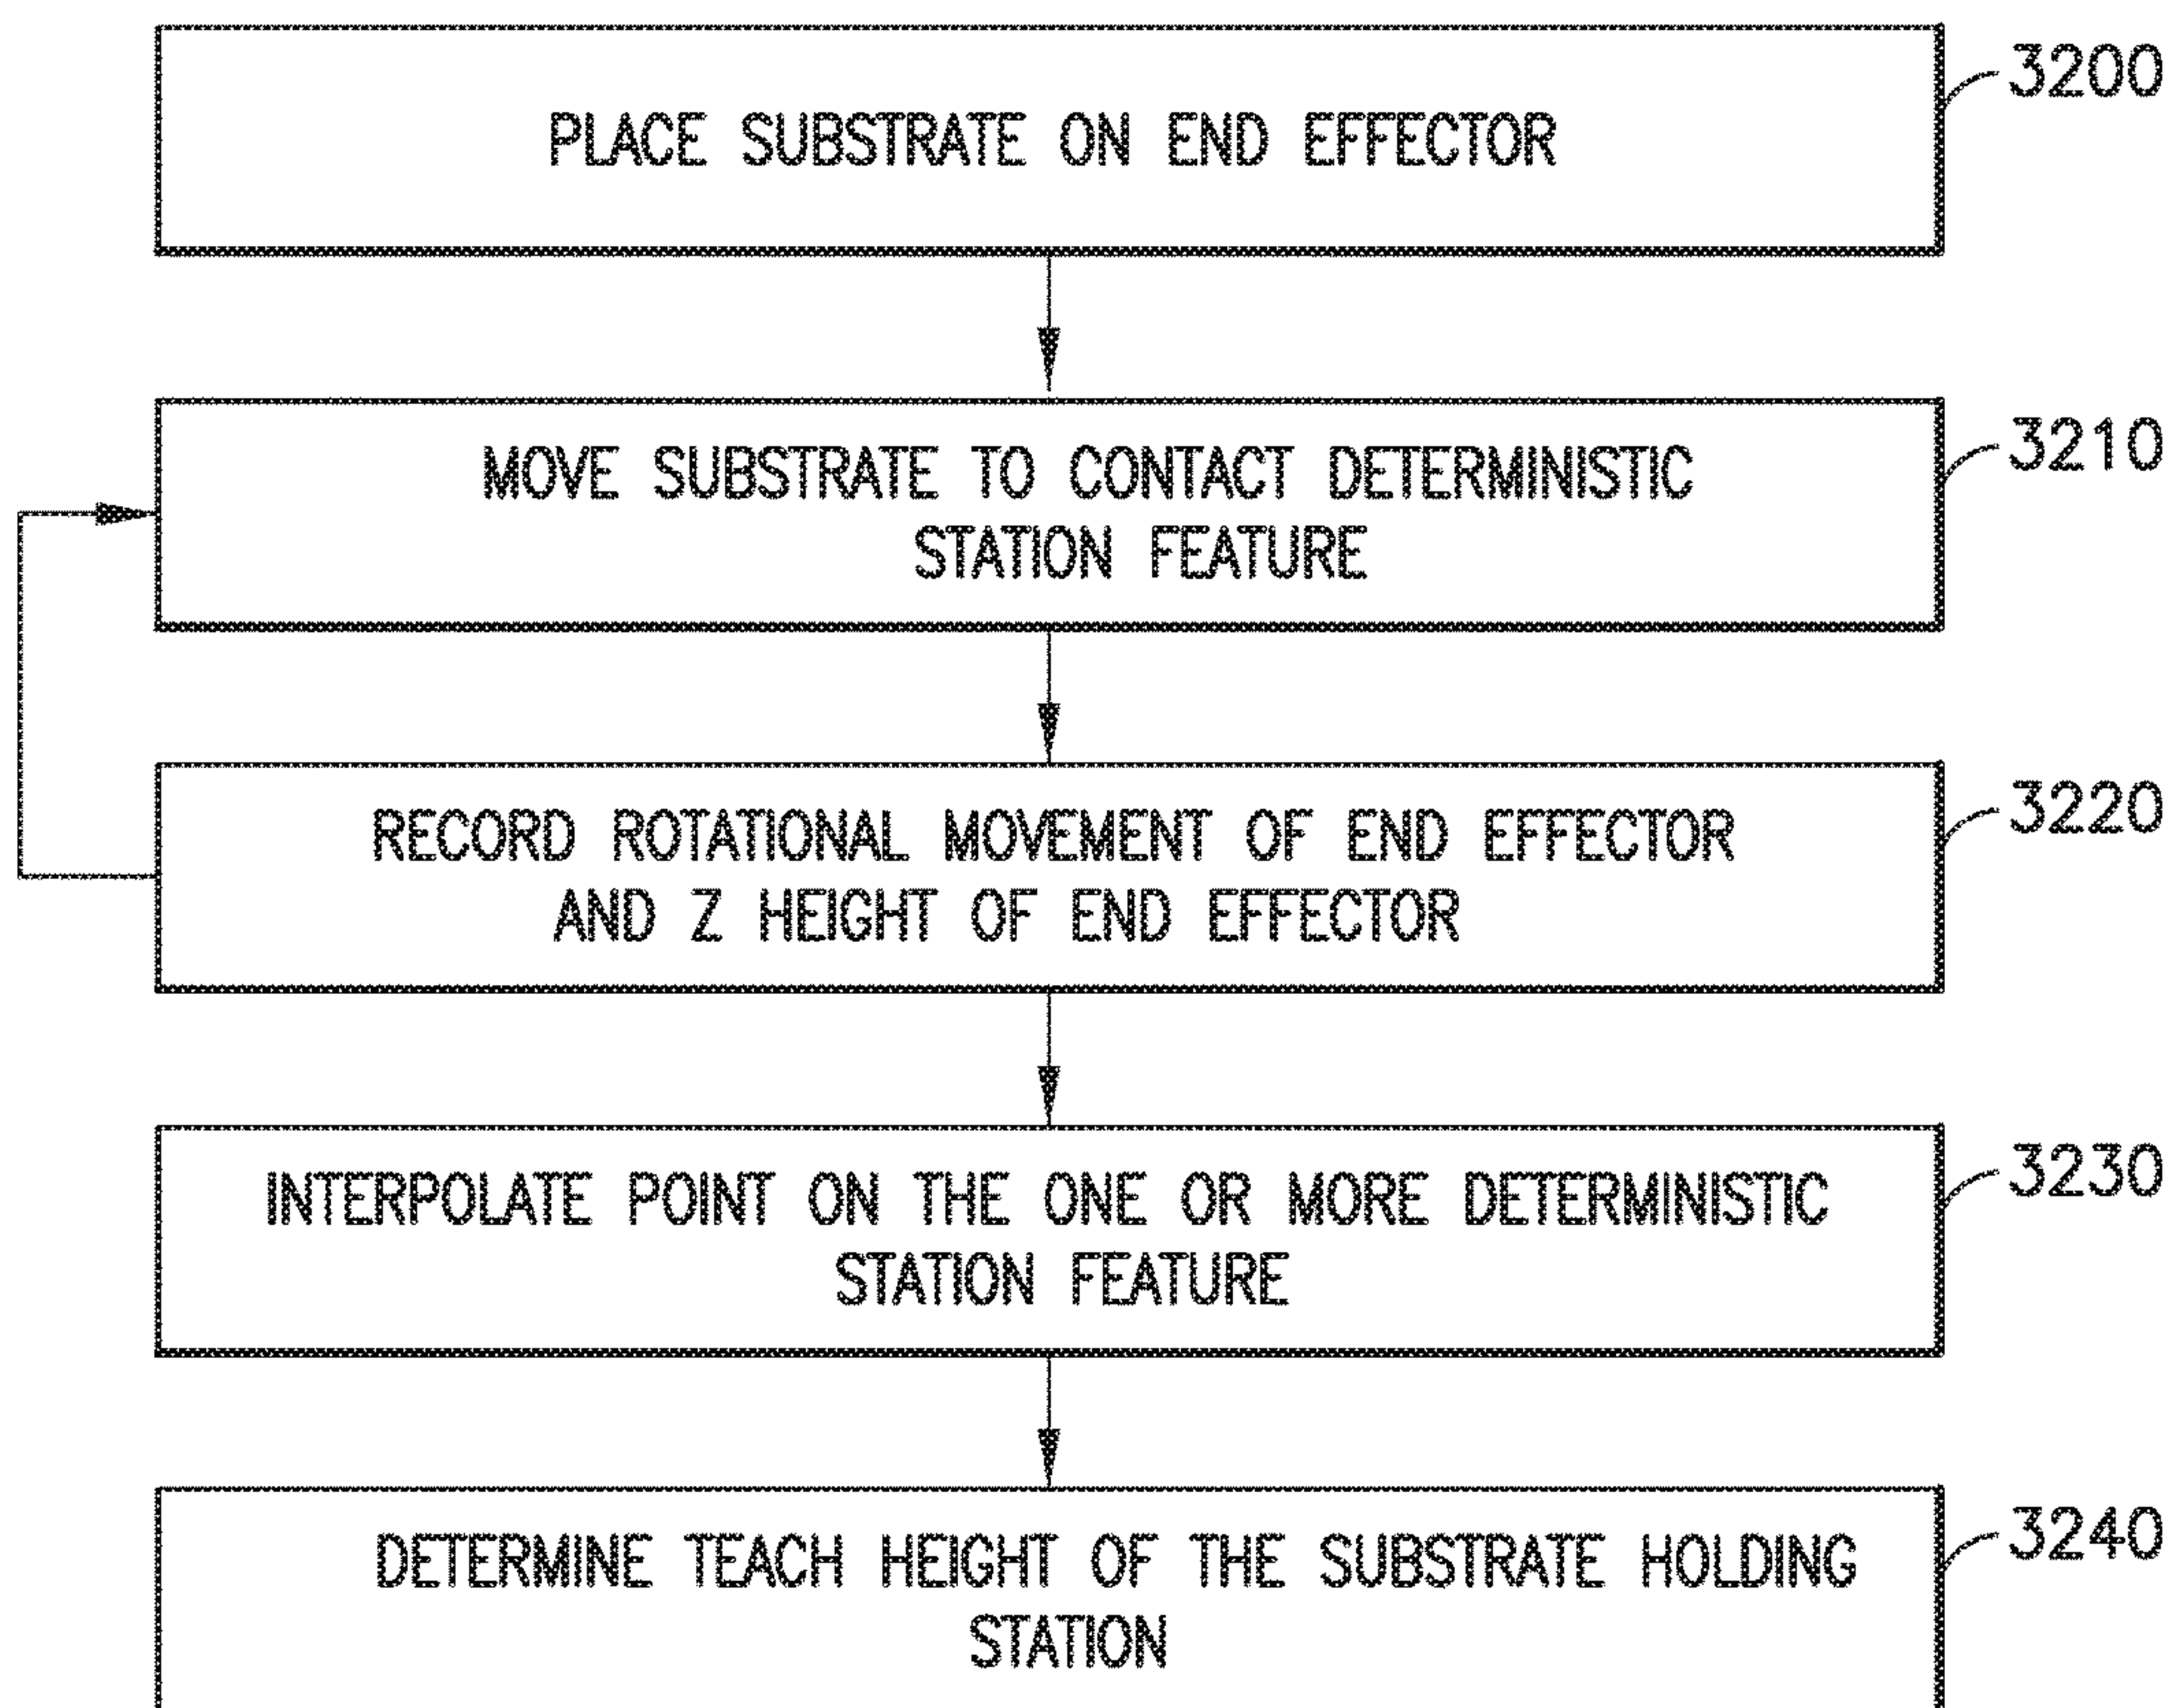 PLACE SUBSTRATE ON END EFFECTOR
3200
MOVE SUBSTRATE TO CONTACT DETERMINISTIC
STATION FEATURE
3210
RECORD ROTATIONAL MOVEMENT OF END EFFECTOR
AND Z HEIGHT OF END EFFECTOR
3220
INTERPOLATE POINT ON THE ONE OR MORE DETERMINISTIC
STATION FEATURE
3230
DETERMINE TEACH HEIGHT OF THE SUBSTRATE HOLDING
STATION
3240